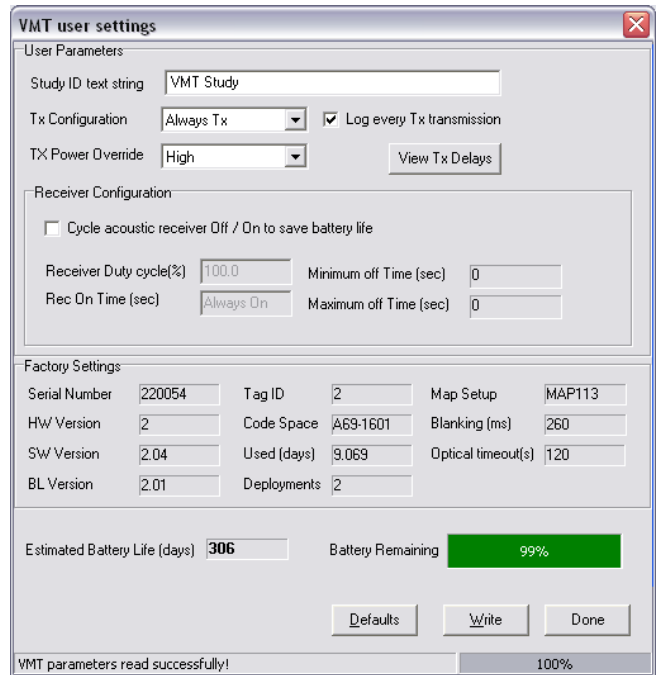 VMT user settings
User Parameters
Study ID text string VMT Study
Tx Configuration Always Tx Log every Tx transmission
TX Power Override High View Tx Delays
Receiver Configuration
Cycle acoustic receiver Off / On to save battery life
Receiver Duty cycle(%) 100.0 Minimum off Time (sec) 0
Rec On Time (sec) Always On Maximum off Time (sec) 0
Factory Settings
Serial Number 220054 Tag ID 2 Map Setup MAP113
HW Version 2 Code Space A69-1601 Blanking (ms) 260
SW Version 2.04 Used (days) 9.069 Optical timeout(s) 120
BL Version 2.01 Deployments 2
Estimated Battery Life (days) 306 Battery Remaining 99%
Defaults Write Done
VMT parameters read successfully! 100%